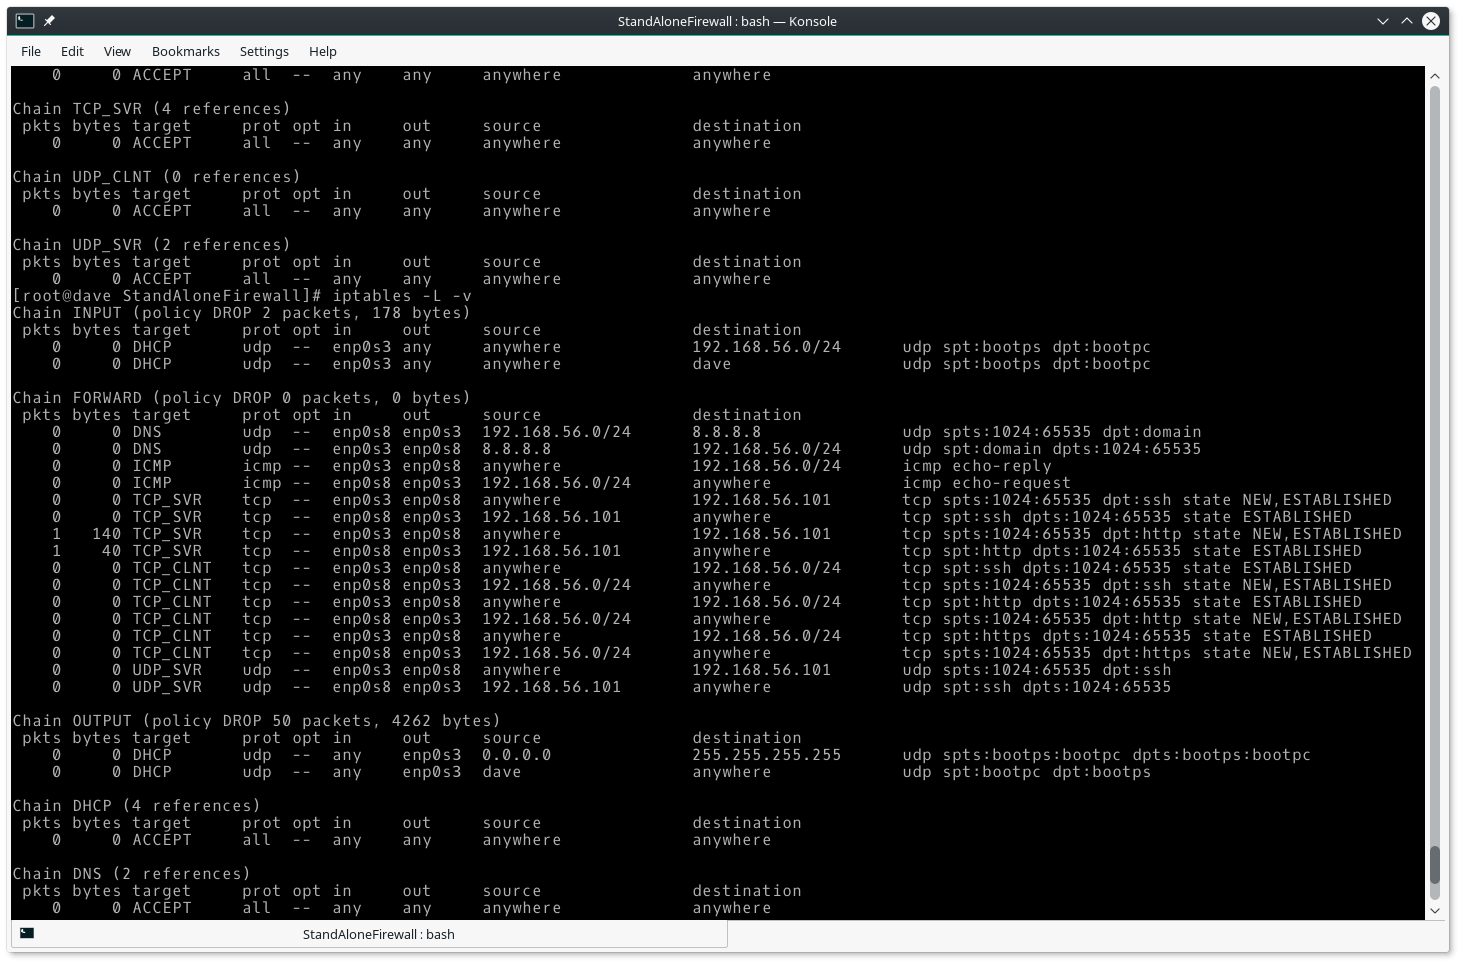 StandAloneFirewall : bash — Konsole
File Edit View Bookmarks Settings Help
    0     0 ACCEPT     all  --  any    any     anywhere             anywhere

Chain TCP_SVR (4 references)
 pkts bytes target     prot opt in     out     source               destination
    0     0 ACCEPT     all  --  any    any     anywhere             anywhere

Chain UDP_CLNT (0 references)
 pkts bytes target     prot opt in     out     source               destination
    0     0 ACCEPT     all  --  any    any     anywhere             anywhere

Chain UDP_SVR (2 references)
 pkts bytes target     prot opt in     out     source               destination
    0     0 ACCEPT     all  --  any    any     anywhere             anywhere
[root@dave StandAloneFirewall]# iptables -L -v
Chain INPUT (policy DROP 2 packets, 178 bytes)
 pkts bytes target     prot opt in     out     source               destination
    0     0 DHCP       udp  --  enp0s3 any     anywhere             192.168.56.0/24      udp spt:bootps dpt:bootpc
    0     0 DHCP       udp  --  enp0s3 any     anywhere             dave                 udp spt:bootps dpt:bootpc

Chain FORWARD (policy DROP 0 packets, 0 bytes)
 pkts bytes target     prot opt in     out     source               destination
    0     0 DNS        udp  --  enp0s8 enp0s3  192.168.56.0/24      8.8.8.8              udp spts:1024:65535 dpt:domain
    0     0 DNS        udp  --  enp0s3 enp0s8  8.8.8.8              192.168.56.0/24      udp spt:domain dpts:1024:65535
    0     0 ICMP       icmp --  enp0s3 enp0s8  anywhere             192.168.56.0/24      icmp echo-reply
    0     0 ICMP       icmp --  enp0s8 enp0s3  192.168.56.0/24      anywhere             icmp echo-request
    0     0 TCP_SVR    tcp  --  enp0s3 enp0s8  anywhere             192.168.56.101       tcp spts:1024:65535 dpt:ssh state NEW,ESTABLISHED
    0     0 TCP_SVR    tcp  --  enp0s8 enp0s3  192.168.56.101       anywhere             tcp spt:ssh dpts:1024:65535 state ESTABLISHED
    1   140 TCP_SVR    tcp  --  enp0s3 enp0s8  anywhere             192.168.56.101       tcp spts:1024:65535 dpt:http state NEW,ESTABLISHED
    1    40 TCP_SVR    tcp  --  enp0s8 enp0s3  192.168.56.101       anywhere             tcp spt:http dpts:1024:65535 state ESTABLISHED
    0     0 TCP_CLNT   tcp  --  enp0s3 enp0s8  anywhere             192.168.56.0/24      tcp spt:ssh dpts:1024:65535 state ESTABLISHED
    0     0 TCP_CLNT   tcp  --  enp0s8 enp0s3  192.168.56.0/24      anywhere             tcp spts:1024:65535 dpt:ssh state NEW,ESTABLISHED
    0     0 TCP_CLNT   tcp  --  enp0s3 enp0s8  anywhere             192.168.56.0/24      tcp spt:http dpts:1024:65535 state ESTABLISHED
    0     0 TCP_CLNT   tcp  --  enp0s8 enp0s3  192.168.56.0/24      anywhere             tcp spts:1024:65535 dpt:http state NEW,ESTABLISHED
    0     0 TCP_CLNT   tcp  --  enp0s3 enp0s8  anywhere             192.168.56.0/24      tcp spt:https dpts:1024:65535 state ESTABLISHED
    0     0 TCP_CLNT   tcp  --  enp0s8 enp0s3  192.168.56.0/24      anywhere             tcp spts:1024:65535 dpt:https state NEW,ESTABLISHED
    0     0 UDP_SVR    udp  --  enp0s3 enp0s8  anywhere             192.168.56.101       udp spts:1024:65535 dpt:ssh
    0     0 UDP_SVR    udp  --  enp0s8 enp0s3  192.168.56.101       anywhere             udp spt:ssh dpts:1024:65535

Chain OUTPUT (policy DROP 50 packets, 4262 bytes)
 pkts bytes target     prot opt in     out     source               destination
    0     0 DHCP       udp  --  any    enp0s3  0.0.0.0              255.255.255.255      udp spts:bootps:bootpc dpts:bootps:bootpc
    0     0 DHCP       udp  --  any    enp0s3  dave                 anywhere             udp spt:bootpc dpt:bootps

Chain DHCP (4 references)
 pkts bytes target     prot opt in     out     source               destination
    0     0 ACCEPT     all  --  any    any     anywhere             anywhere

Chain DNS (2 references)
 pkts bytes target     prot opt in     out     source               destination
    0     0 ACCEPT     all  --  any    any     anywhere             anywhere
StandAloneFirewall : bash